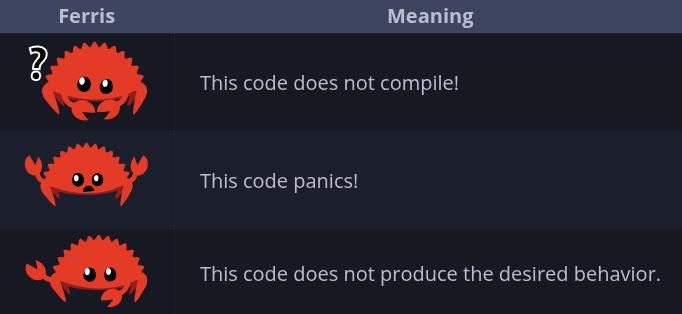 Ferris Meaning
?
This code does not compile!
This code panics!
This code does not produce the desired behavior.